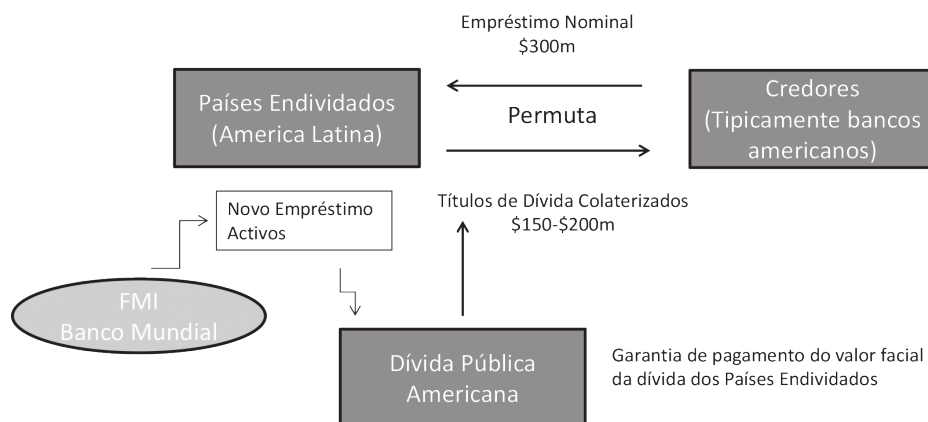 Empréstimo Nominal
$300m
Países Endividados
(America Latina)
Permuta
Credores
(Tipicamente bancos
americanos)
Novo Empréstimo
Activos
Títulos de Dívida Colaterizados
$150-$200m
FMI
Banco Mundial
Dívida Pública
Americana
Garantia de pagamento do valor facial
da dívida dos Países Endividados